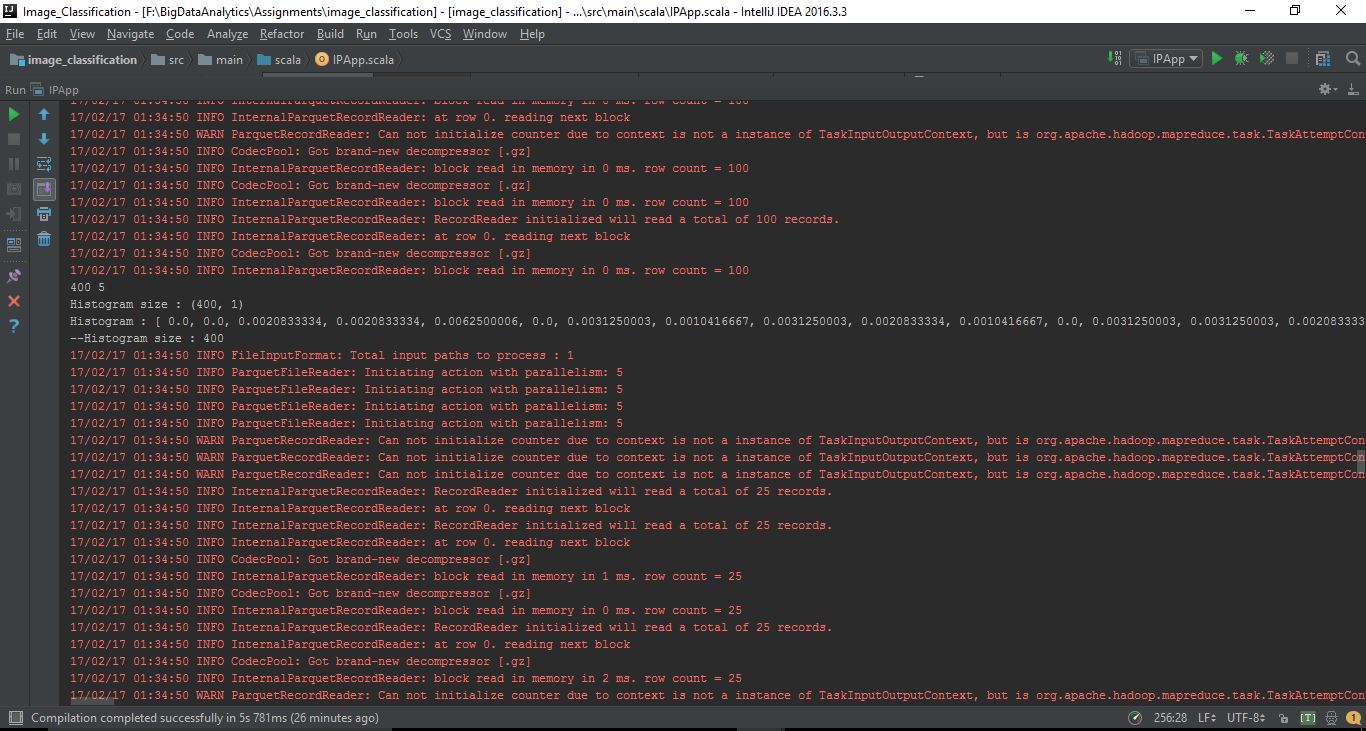 Image_Classification - [F:\BigDataAnalytics\Assignments\image_classification] - [image_classification] - ...\src\main\scala\IPApp.scala - IntelliJ IDEA 2016.3.3
File Edit View Navigate Code Analyze Refactor Build Run Tools VCS Window Help
image_classification src main scala IPApp.scala IPApp
Run IPApp
17/02/17 01:34:50 INFO InternalParquetRecordReader: block read in memory in 0 ms. row count = 100
17/02/17 01:34:50 INFO InternalParquetRecordReader: at row 0. reading next block
17/02/17 01:34:50 WARN ParquetRecordReader: Can not initialize counter due to context is not a instance of TaskInputOutputContext, but is org.apache.hadoop.mapreduce.task.TaskAttemptCon
17/02/17 01:34:50 INFO CodecPool: Got brand-new decompressor [.gz]
17/02/17 01:34:50 INFO InternalParquetRecordReader: block read in memory in 0 ms. row count = 100
17/02/17 01:34:50 INFO CodecPool: Got brand-new decompressor [.gz]
17/02/17 01:34:50 INFO InternalParquetRecordReader: block read in memory in 0 ms. row count = 100
17/02/17 01:34:50 INFO InternalParquetRecordReader: RecordReader initialized will read a total of 100 records.
17/02/17 01:34:50 INFO InternalParquetRecordReader: at row 0. reading next block
17/02/17 01:34:50 INFO CodecPool: Got brand-new decompressor [.gz]
17/02/17 01:34:50 INFO InternalParquetRecordReader: block read in memory in 0 ms. row count = 100
400 5
Histogram size : (400, 1)
Histogram : [ 0.0, 0.0, 0.0020833334, 0.0020833334, 0.0062500006, 0.0, 0.0031250003, 0.0010416667, 0.0031250003, 0.0020833334, 0.0010416667, 0.0, 0.0031250003, 0.0031250003, 0.002083333
--Histogram size : 400
17/02/17 01:34:50 INFO FileInputFormat: Total input paths to process : 1
17/02/17 01:34:50 INFO ParquetFileReader: Initiating action with parallelism: 5
17/02/17 01:34:50 INFO ParquetFileReader: Initiating action with parallelism: 5
17/02/17 01:34:50 INFO ParquetFileReader: Initiating action with parallelism: 5
17/02/17 01:34:50 INFO ParquetFileReader: Initiating action with parallelism: 5
17/02/17 01:34:50 WARN ParquetRecordReader: Can not initialize counter due to context is not a instance of TaskInputOutputContext, but is org.apache.hadoop.mapreduce.task.TaskAttemptCon
17/02/17 01:34:50 WARN ParquetRecordReader: Can not initialize counter due to context is not a instance of TaskInputOutputContext, but is org.apache.hadoop.mapreduce.task.TaskAttemptCon
17/02/17 01:34:50 WARN ParquetRecordReader: Can not initialize counter due to context is not a instance of TaskInputOutputContext, but is org.apache.hadoop.mapreduce.task.TaskAttemptCon
17/02/17 01:34:50 INFO InternalParquetRecordReader: RecordReader initialized will read a total of 25 records.
17/02/17 01:34:50 INFO InternalParquetRecordReader: at row 0. reading next block
17/02/17 01:34:50 INFO InternalParquetRecordReader: RecordReader initialized will read a total of 25 records.
17/02/17 01:34:50 INFO InternalParquetRecordReader: at row 0. reading next block
17/02/17 01:34:50 INFO CodecPool: Got brand-new decompressor [.gz]
17/02/17 01:34:50 INFO InternalParquetRecordReader: block read in memory in 1 ms. row count = 25
17/02/17 01:34:50 INFO CodecPool: Got brand-new decompressor [.gz]
17/02/17 01:34:50 INFO InternalParquetRecordReader: block read in memory in 0 ms. row count = 25
17/02/17 01:34:50 INFO InternalParquetRecordReader: RecordReader initialized will read a total of 25 records.
17/02/17 01:34:50 INFO InternalParquetRecordReader: at row 0. reading next block
17/02/17 01:34:50 INFO CodecPool: Got brand-new decompressor [.gz]
17/02/17 01:34:50 INFO InternalParquetRecordReader: block read in memory in 2 ms. row count = 25
17/02/17 01:34:50 WARN ParquetRecordReader: Can not initialize counter due to context is not a instance of TaskInputOutputContext, but is org.apache.hadoop.mapreduce.task.TaskAttemptCon
Compilation completed successfully in 5s 781ms (26 minutes ago) 256:28 LF UTF-8 [T] 1